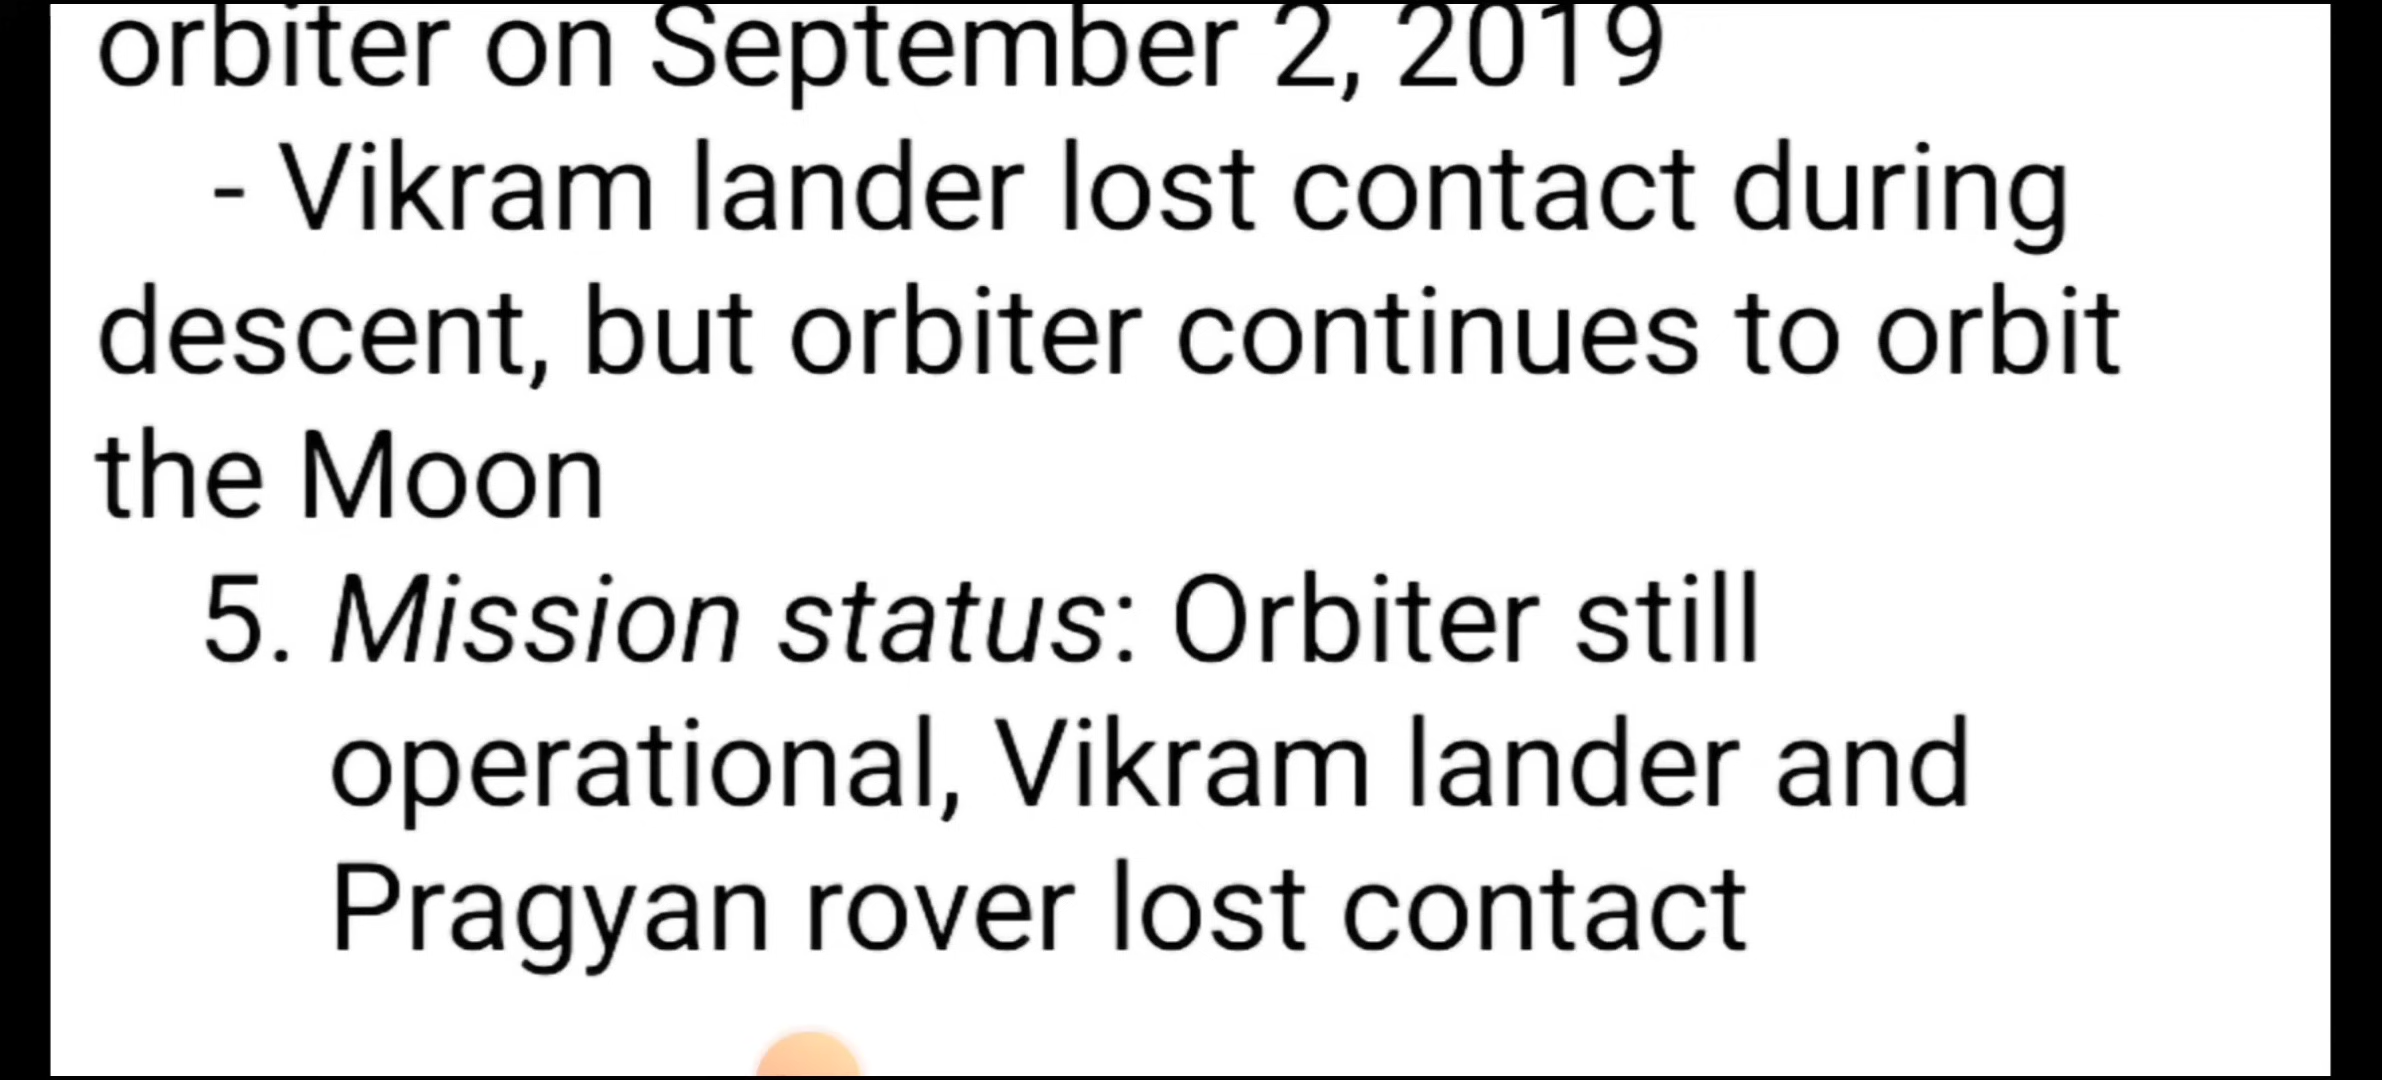 orbiter on September 2, 2019
- Vikram lander lost contact during
descent, but orbiter continues to orbit
the Moon
5. Mission status: Orbiter still
operational, Vikram lander and
Pragyan rover lost contact